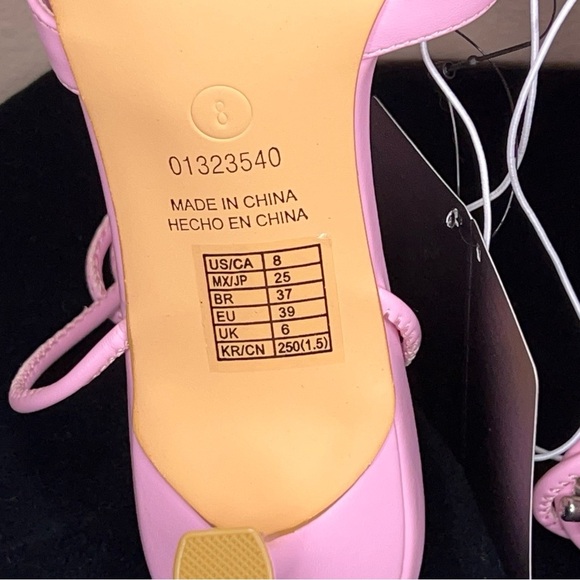 8
01323540
MADE IN CHINA
HECHO EN CHINA
US/CA 8
MX/JP 25
BR 37
EU 39
UK 6
KR/CN 250(1.5)